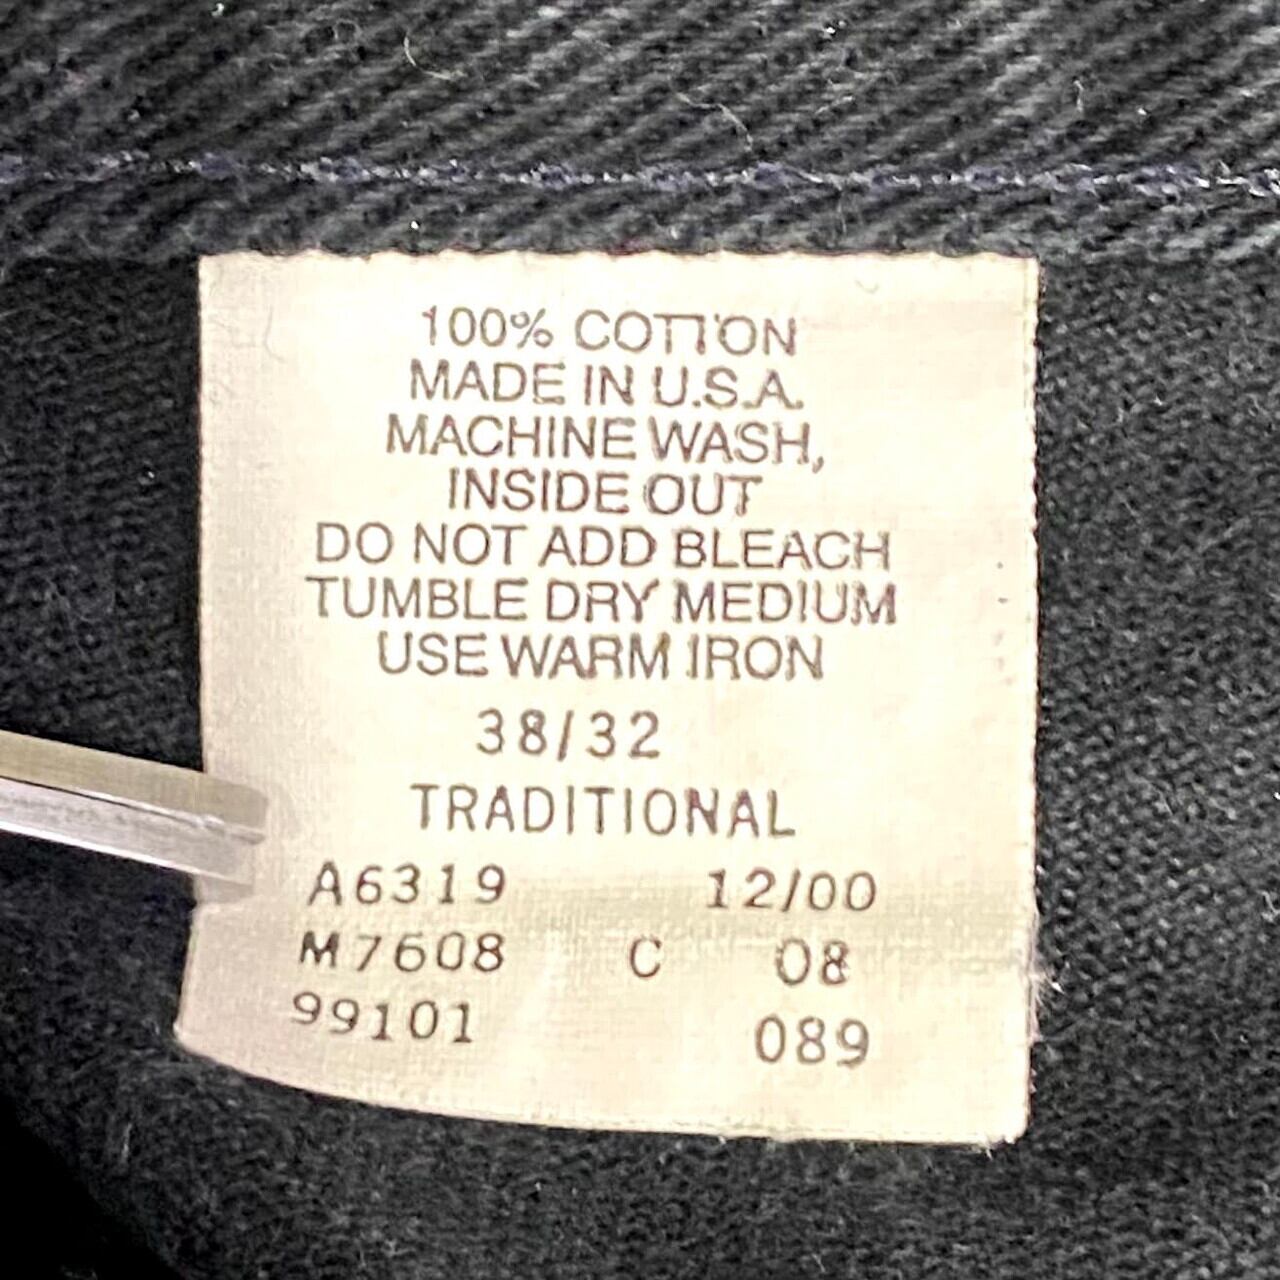 100% COTTON
MADE IN U.S.A.
MACHINE WASH,
INSIDE OUT
DO NOT ADD BLEACH
TUMBLE DRY MEDIUM
USE WARM IRON
38/32
TRADITIONAL
A6319 12/00
M7608 C 08
99101 089